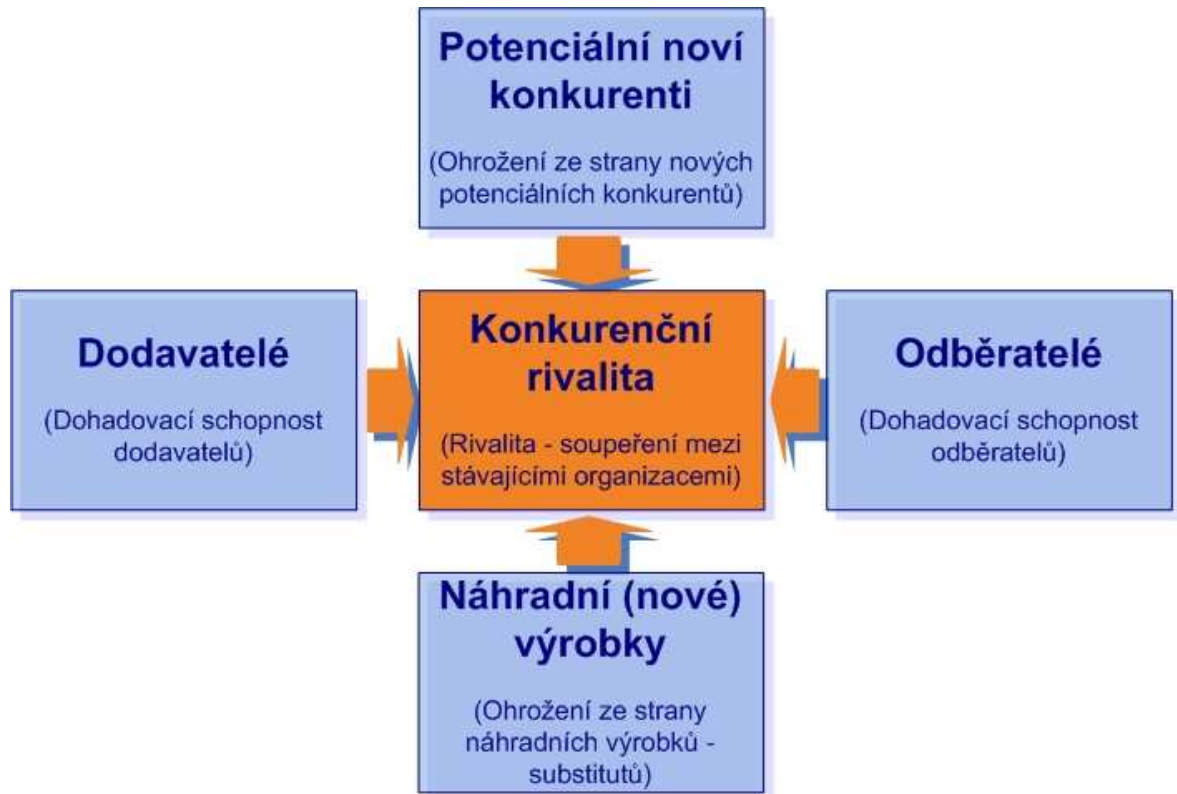 Potenciální noví
konkurenti
(Ohrožení ze strany nových
potenciálních konkurentů)
Dodavatelé
(Dohadovací schopnost
dodavatelů)
Konkurenční
rivalita
(Rivalita - soupeření mezi
stávajícími organizacemi)
Odběratelé
(Dohadovací schopnost
odběratelů)
Náhradní (nové)
výrobky
(Ohrožení ze strany
náhradních výrobků -
substitutů)